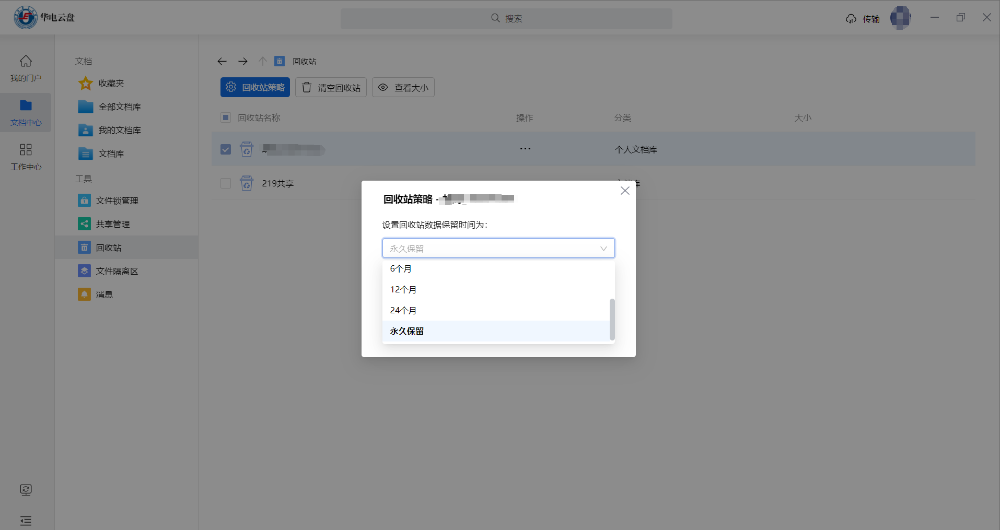 华电云盘
搜索
传输
我的门户
文档中心
工作中心
文档
收藏夹
全部文档库
我的文档库
文档库
工具
文件锁管理
共享管理
回收站
文件隔离区
消息
回收站
回收站策略
清空回收站
查看大小
回收站名称 操作 分类 大小
个人文档库
219共享
回收站策略 -
设置回收站数据保留时间为：
永久保留
6个月
12个月
24个月
永久保留